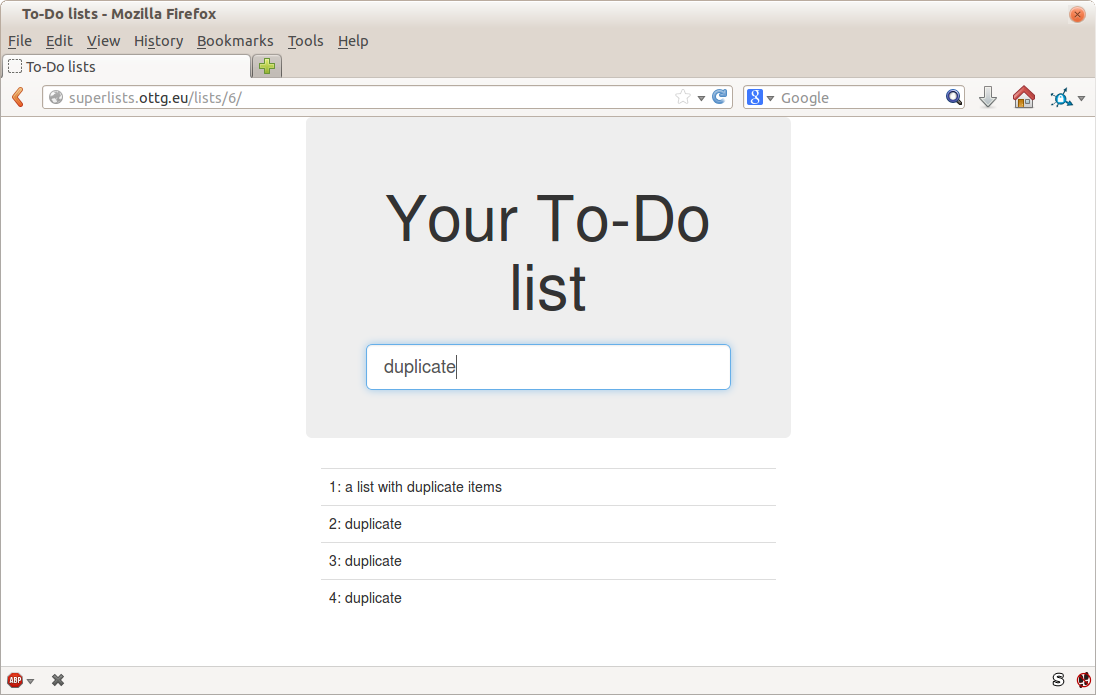 To-Do lists - Mozilla Firefox
File Edit View History Bookmarks Tools Help
To-Do lists
superlists.ottg.eu/lists/6/
8 Google
Your To-Do
list
duplicate
1: a list with duplicate items
2: duplicate
3: duplicate
4: duplicate
ABP
S